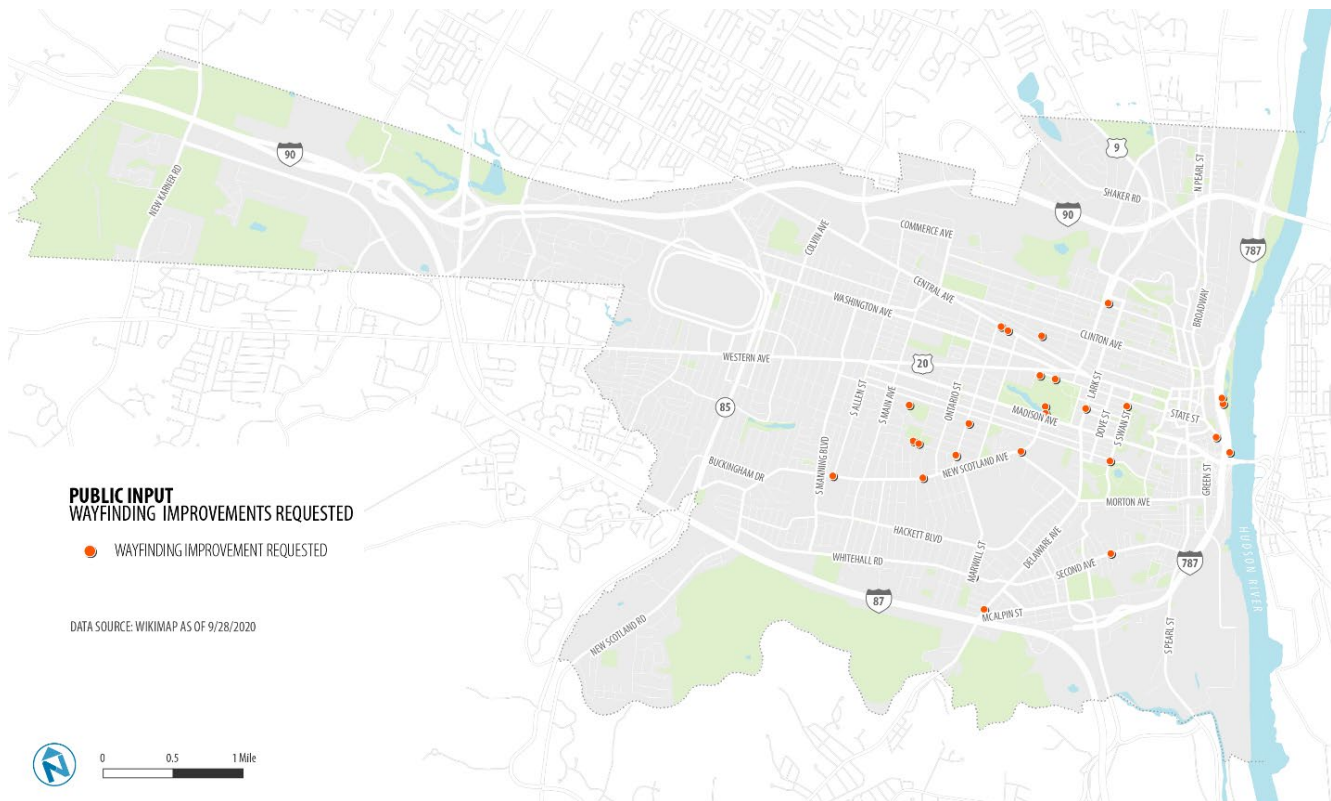 9
N PEARL ST
SHAKER RD
90
NEW KARNER RD
90
COLVIN AVE
COMMERCE AVE
787
CENTRAL AVE
WASHINGTON AVE
BROADWAY
CLINTON AVE
WESTERN AVE
20
LARK ST
S ALLEN ST
S MAIN AVE
ONTARIO ST
85
MADISON AVE
DOVE ST
S SWAN ST
STATE ST
S MANNING BLVD
BUCKINGHAM DR
NEW SCOTLAND AVE
GREEN ST
MORTON AVE
PUBLIC INPUT
WAYFINDING IMPROVEMENTS REQUESTED
WAYFINDING IMPROVEMENT REQUESTED
HACKETT BLVD
DELAWARE AVE
HUDSON RIVER
WHITEHALL RD
MARWILL ST
SECOND AVE
787
87
MCALPIN ST
DATA SOURCE: WIKIMAP AS OF 9/28/2020
NEW SCOTLAND RD
S PEARL ST
N
0 0.5 1 Mile